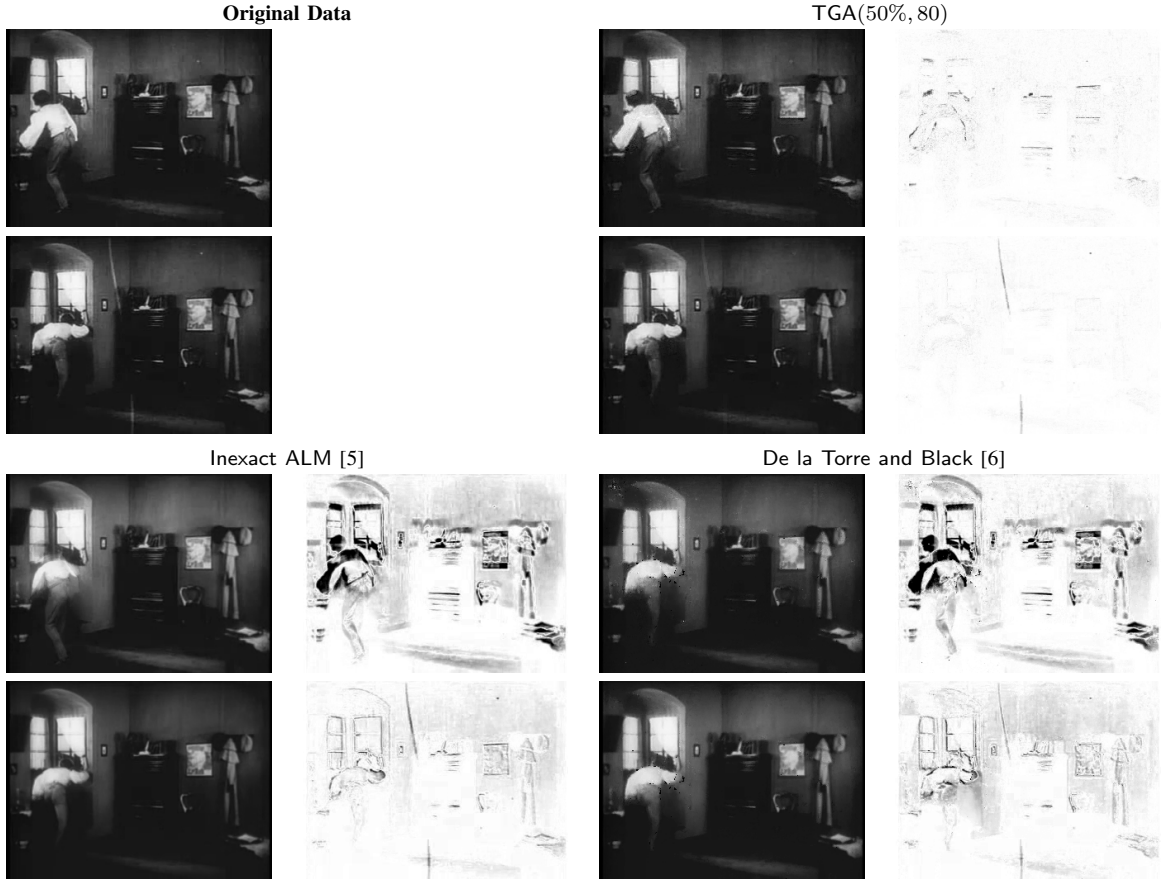 Original Data
TGA(50%, 80)
Inexact ALM [5]
De la Torre and Black [6]